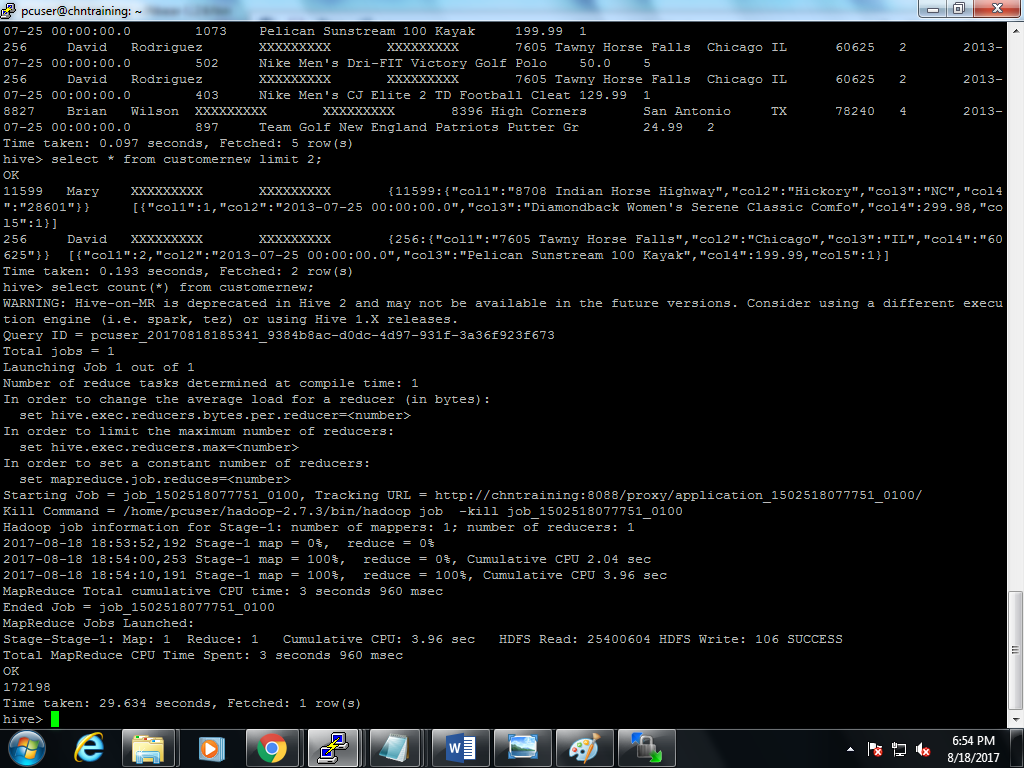 pcuser@chntraining: ~
07-25 00:00:00.0        1073    Pelican Sunstream 100 Kayak     199.99  1
256     David   Rodriguez       XXXXXXXXX       XXXXXXXXX       7605 Tawny Horse Falls  Chicago IL      60625   2       2013-
07-25 00:00:00.0        502     Nike Men's Dri-FIT Victory Golf Polo    50.0    5
256     David   Rodriguez       XXXXXXXXX       XXXXXXXXX       7605 Tawny Horse Falls  Chicago IL      60625   2       2013-
07-25 00:00:00.0        403     Nike Men's CJ Elite 2 TD Football Cleat 129.99  1
8827    Brian   Wilson  XXXXXXXXX       XXXXXXXXX       8396 High Corners       San Antonio     TX      78240   4       2013-
07-25 00:00:00.0        897     Team Golf New England Patriots Putter Gr        24.99   2
Time taken: 0.097 seconds, Fetched: 5 row(s)
hive> select * from customernew limit 2;
OK
11599   Mary    XXXXXXXXX       XXXXXXXXX       {11599:{"col1":"8708 Indian Horse Highway","col2":"Hickory","col3":"NC","col4
":"28601"}}     [{"col1":1,"col2":"2013-07-25 00:00:00.0","col3":"Diamondback Women's Serene Classic Comfo","col4":299.98,"co
l5":1}]
256     David   XXXXXXXXX       XXXXXXXXX       {256:{"col1":"7605 Tawny Horse Falls","col2":"Chicago","col3":"IL","col4":"60
625"}}  [{"col1":2,"col2":"2013-07-25 00:00:00.0","col3":"Pelican Sunstream 100 Kayak","col4":199.99,"col5":1}]
Time taken: 0.193 seconds, Fetched: 2 row(s)
hive> select count(*) from customernew;
WARNING: Hive-on-MR is deprecated in Hive 2 and may not be available in the future versions. Consider using a different execu
tion engine (i.e. spark, tez) or using Hive 1.X releases.
Query ID = pcuser_20170818185341_9384b8ac-d0dc-4d97-931f-3a36f923f673
Total jobs = 1
Launching Job 1 out of 1
Number of reduce tasks determined at compile time: 1
In order to change the average load for a reducer (in bytes):
  set hive.exec.reducers.bytes.per.reducer=<number>
In order to limit the maximum number of reducers:
  set hive.exec.reducers.max=<number>
In order to set a constant number of reducers:
  set mapreduce.job.reduces=<number>
Starting Job = job_1502518077751_0100, Tracking URL = http://chntraining:8088/proxy/application_1502518077751_0100/
Kill Command = /home/pcuser/hadoop-2.7.3/bin/hadoop job  -kill job_1502518077751_0100
Hadoop job information for Stage-1: number of mappers: 1; number of reducers: 1
2017-08-18 18:53:52,192 Stage-1 map = 0%,  reduce = 0%
2017-08-18 18:54:00,253 Stage-1 map = 100%,  reduce = 0%, Cumulative CPU 2.04 sec
2017-08-18 18:54:10,191 Stage-1 map = 100%,  reduce = 100%, Cumulative CPU 3.96 sec
MapReduce Total cumulative CPU time: 3 seconds 960 msec
Ended Job = job_1502518077751_0100
MapReduce Jobs Launched:
Stage-Stage-1: Map: 1  Reduce: 1   Cumulative CPU: 3.96 sec   HDFS Read: 25400604 HDFS Write: 106 SUCCESS
Total MapReduce CPU Time Spent: 3 seconds 960 msec
OK
172198
Time taken: 29.634 seconds, Fetched: 1 row(s)
hive>
6:54 PM
8/18/2017